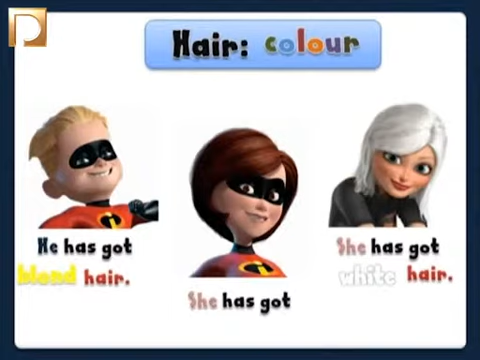 Hair: colour
He has got
blond hair.
She has got
She has got
white hair.